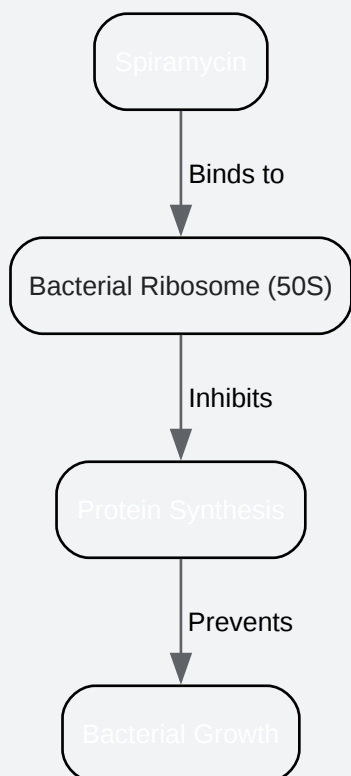 Spiramycin
Binds to
Bacterial Ribosome (50S)
Inhibits
Protein Synthesis
Prevents
Bacterial Growth